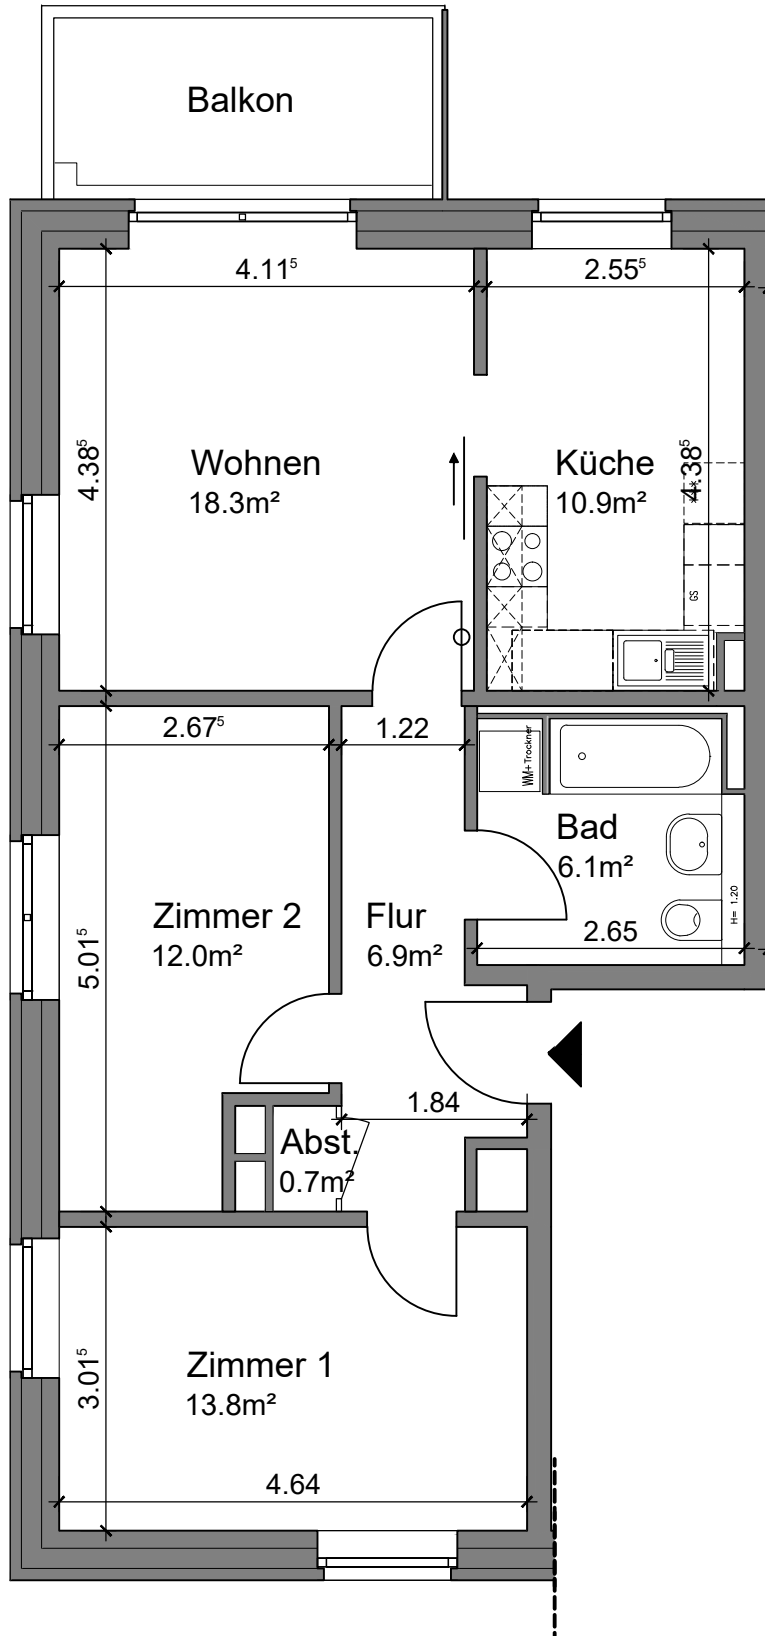 Balkon
4.11⁵
2.55⁵
4.38⁵
Wohnen
18.3m²
Küche
10.9m²
4.38⁵
**
GS
2.67⁵
1.22
WM+Trockner
Bad
6.1m²
H= 1.20
2.65
Zimmer 2
12.0m²
Flur
6.9m²
5.01⁵
1.84
Abst.
0.7m²
Zimmer 1
13.8m²
3.01⁵
4.64